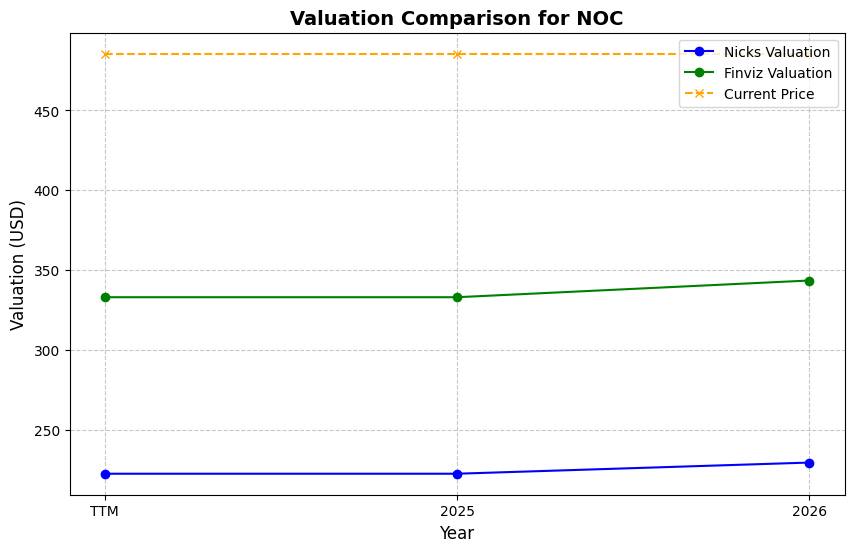 Valuation Comparison for NOC
Nicks Valuation
Finviz Valuation
Current Price
Valuation (USD)
450
400
350
300
250
TTM
2025
2026
Year